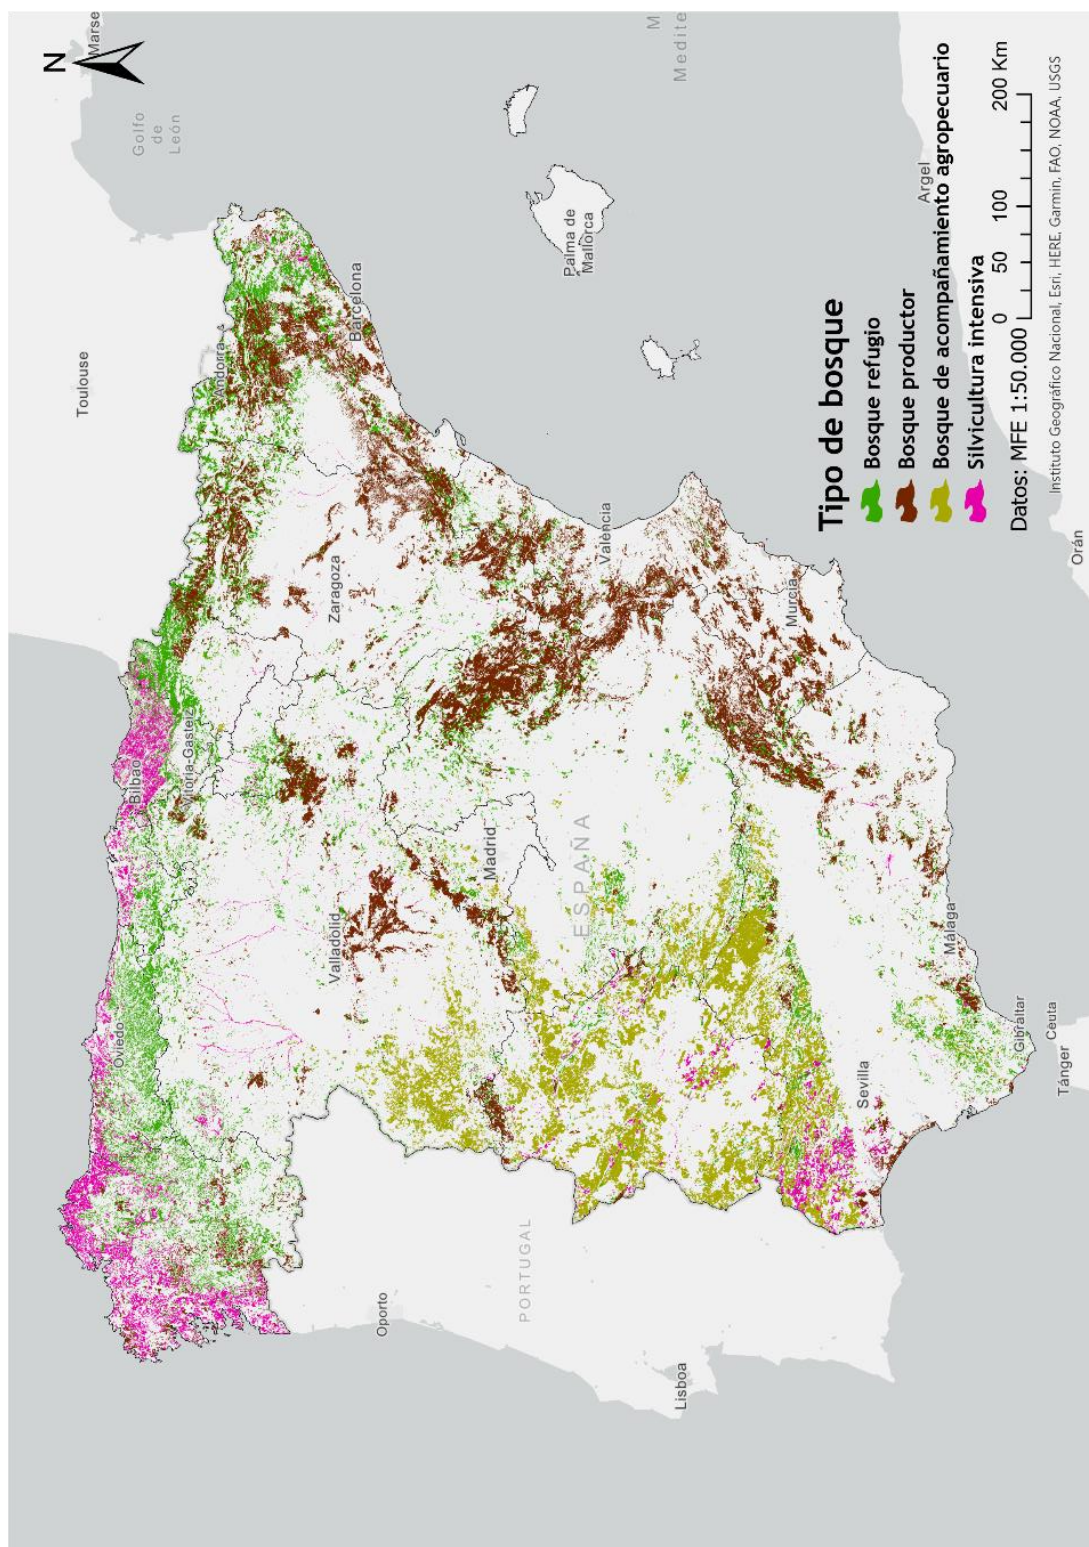 N
Marse
Golfo
de
León
M
Medite
Toulouse
Andorra
Barcelona
Bilbao
Vitoria-Gasteiz
Oviedo
Zaragoza
Valladolid
Palma de
Mallorca
Madrid
ESPAÑA
València
Oporto
PORTUGAL
Lisboa
Murcia
Sevilla
Málaga
Gibraltar
Ceuta
Tánger
Argel
Orán
Tipo de bosque
Bosque refugio
Bosque productor
Bosque de acompañamiento agropecuario
Silvicultura intensiva
Datos: MFE 1:50.000
0 50 100 200 Km
Instituto Geográfico Nacional, Esri, HERE, Garmin, FAO, NOAA, USGS